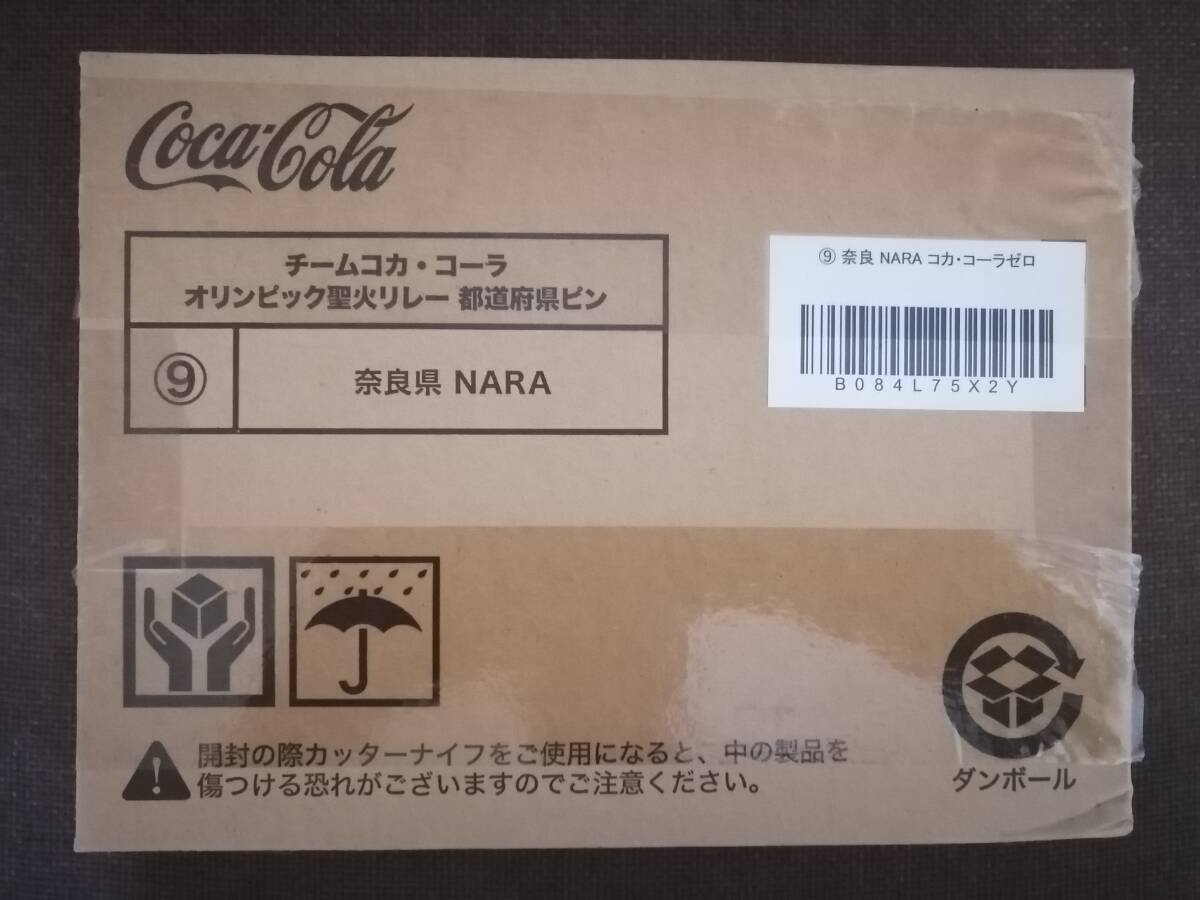 Coca-Cola
チームコカ・コーラ
オリンピック聖火リレー 都道府県ピン
⑨ 奈良県 NARA
⑨ 奈良 NARA コカ・コーラゼロ
B084L75X2Y
開封の際カッターナイフをご使用になると、中の製品を
傷つける恐れがございますのでご注意ください。
ダンボール